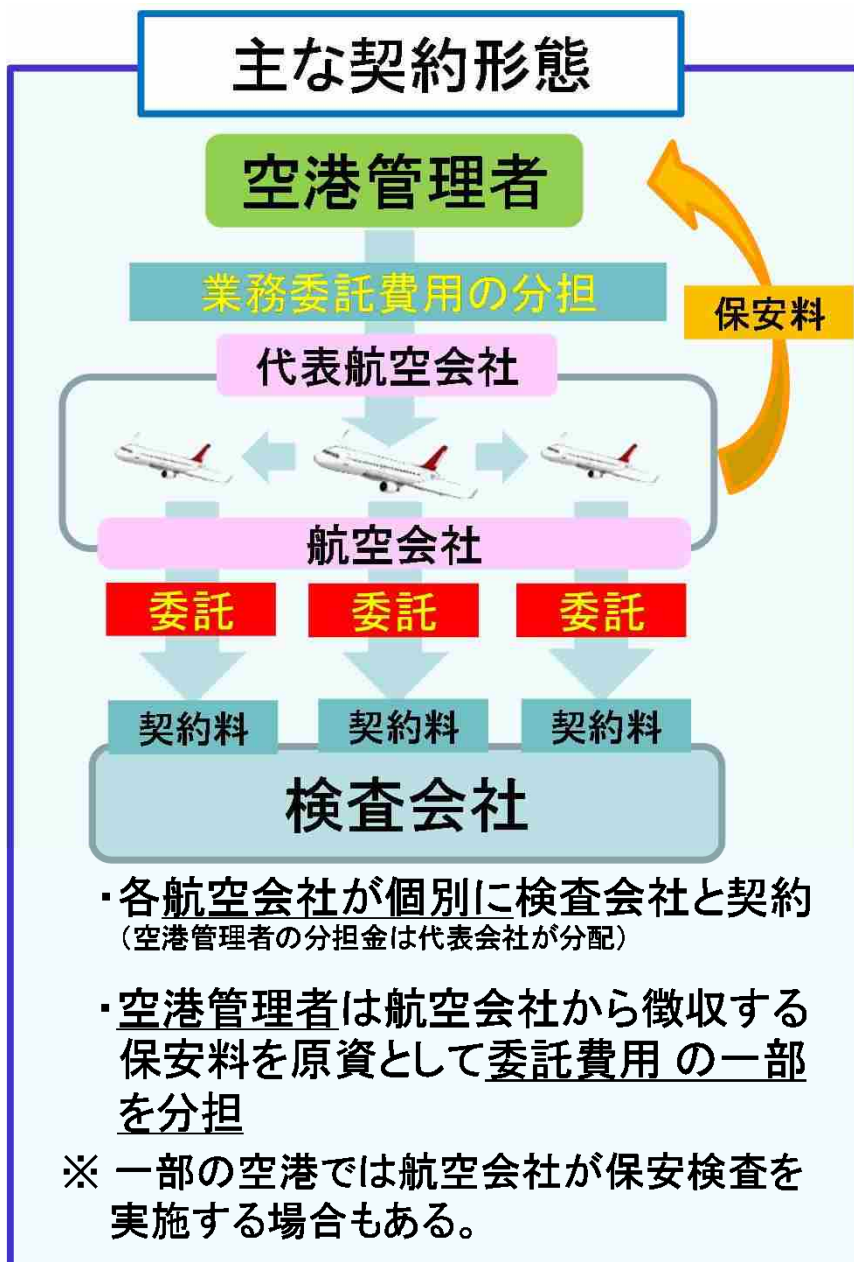 主な契約形態
空港管理者
業務委託費用の分担
保安料
代表航空会社
航空会社
委託
委託
委託
契約料
契約料
契約料
検査会社
・各航空会社が個別に検査会社と契約
（空港管理者の分担金は代表会社が分配）
・空港管理者は航空会社から徴収する
保安料を原資として委託費用 の一部
を分担
※ 一部の空港では航空会社が保安検査を
実施する場合もある。